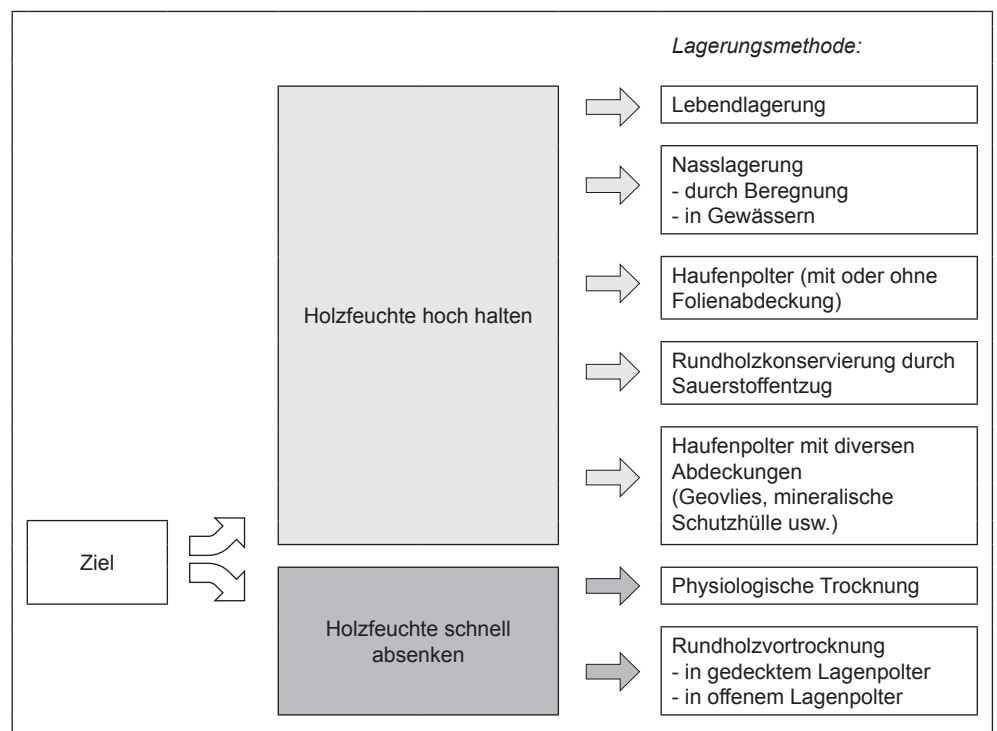 Lagerungsmethode:
Lebendlagerung
Nasslagerung
- durch Beregnung
- in Gewässern
Haufenpolter (mit oder ohne
Folienabdeckung)
Holzfeuchte hoch halten
Rundholzkonservierung durch
Sauerstoffentzug
Haufenpolter mit diversen
Abdeckungen
(Geovlies, mineralische
Schutzhülle usw.)
Ziel
Physiologische Trocknung
Holzfeuchte schnell
absenken
Rundholzvortrocknung
- in gedecktem Lagenpolter
- in offenem Lagenpolter